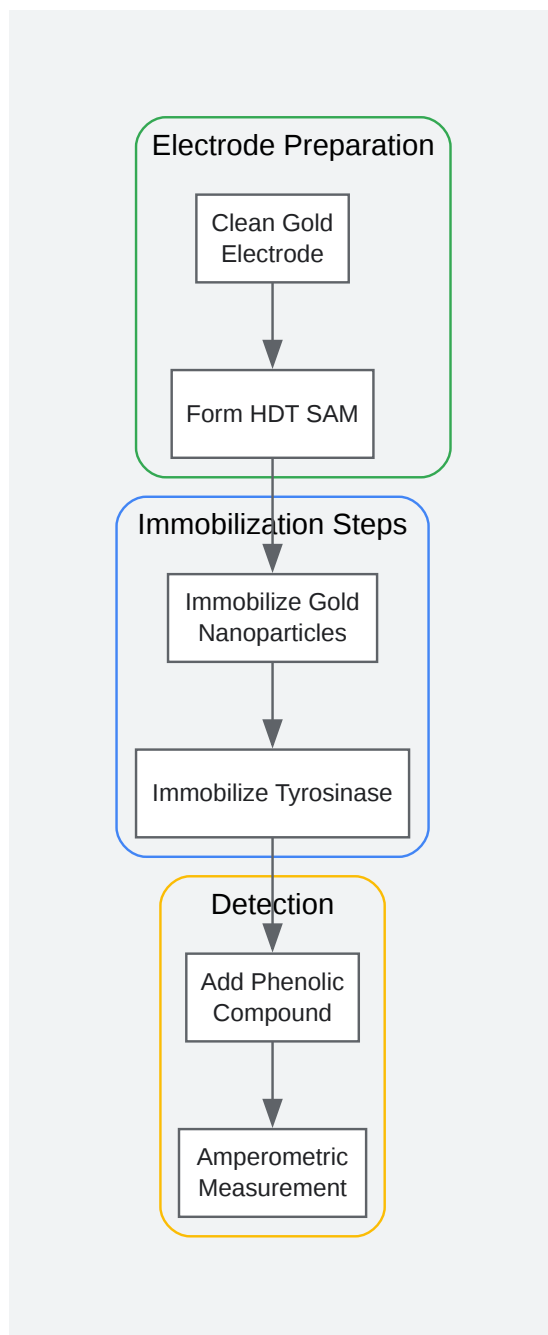 Electrode Preparation
Clean Gold
Electrode
Form HDT SAM
Immobilization Steps
Immobilize Gold
Nanoparticles
Immobilize Tyrosinase
Detection
Add Phenolic
Compound
Amperometric
Measurement